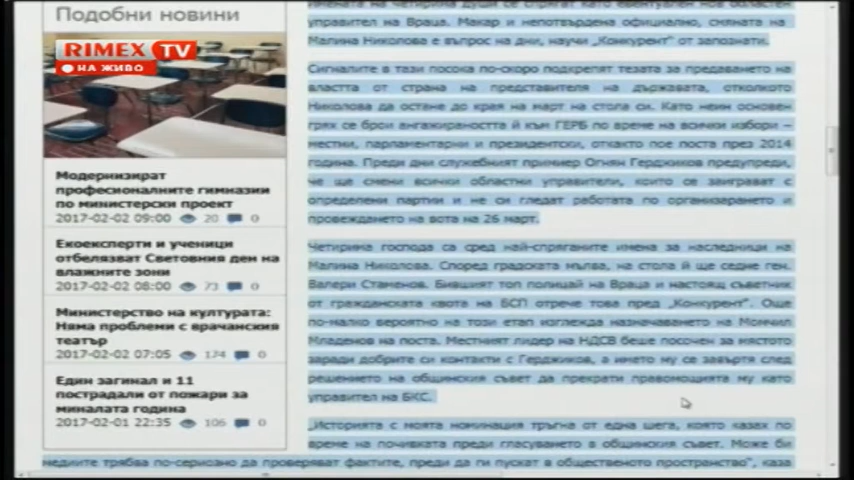 Подобни новини
RIMEX TV
НА ЖИВО
Модернизират
професионалните гимназии
по министерски проект
2017-02-02 09:00 20 0
Екоексперти и ученици
отбелязват Световния ден на
влажните зони
2017-02-02 08:00 73 0
Министерство на културата:
Няма проблеми с врачанския
театър
2017-02-02 07:05 174 0
Един загинал и 11
пострадали от пожари за
миналата година
2017-02-01 22:35 106 0
имената на четирима души се спрягат като евентуален нов областен
управител на Враца. Макар и непотвърдена официално, смяната на
Малина Николова е въпрос на дни, научи „Конкурент" от запознати.
Сигналите в тази посока по-скоро подкрепят тезата за предаването на
властта от страна на представителя на държавата, отколкото
Николова да остане до края на март на стола си. Като неин основен
грях се брои ангажираността й към ГЕРБ по време на всички избори –
местни, парламентарни и президентски, откакто пое поста през 2014
година. Преди дни служебният премиер Огнян Герджиков предупреди,
че ще смени всички областни управители, които се заиграват с
определени партии и не си гледат работата по организирането и
провеждането на вота на 26 март.
Четирима господа са сред най-спряганите имена за наследници на
Малина Николова. Според градската мълва, на стола й ще седне ген.
Валери Стаменов. Бившият топ полицай на Враца и настоящ съветник
от гражданската квота на БСП отрече това пред „Конкурент". Още
по-малко вероятно на този етап изглежда назначаването на Мончил
Младенов на поста. Местният лидер на НДСВ беше посочен за мястото
заради добрите си контакти с Герджиков, а името му се завъртя след
решението на общинския съвет да прекрати правомощията му като
управител на БКС.
„Историята с моята номинация тръгна от една шега, която казах по
време на почивката преди гласуването в общинския съвет. Може би
медиите трябва по-сериозно да проверяват фактите, преди да ги пускат в общественото пространство", каза